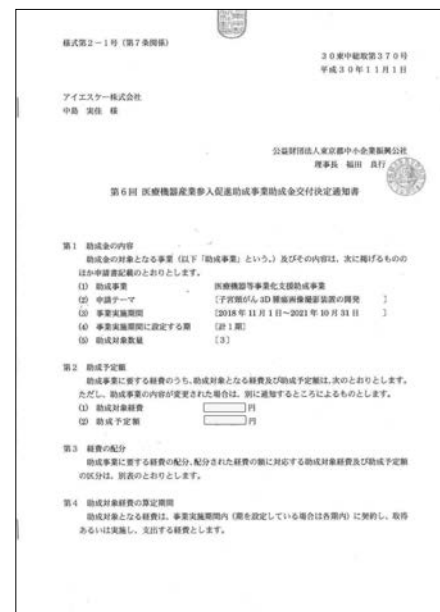 様式第2-1号(第7条関係)
30東中総取第370号
平成30年11月1日
アイエスケー株式会社
中島 実佳 様
公益財団法人東京都中小企業振興公社
理事長 福田 良行
第6回 医療機器産業参入促進助成事業助成金交付決定通知書
第1 助成金の内容
助成金の対象となる事業(以下「助成事業」という。)及びその内容は、次に掲げるものの
ほか申請書記載のとおりとします。
(1) 助成事業 医療機器等事業化支援助成事業
(2) 申請テーマ [子宮頸がん3D腫瘍画像撮影装置の開発 ]
(3) 事業実施期間 [2018年11月1日~2021年10月31日 ]
(4) 事業実施期間に設定する期 [計1期]
(5) 助成対象数量 [3]
第2 助成予定額
助成事業に要する経費のうち、助成対象となる経費及び助成予定額は、次のとおりとします。
ただし、助成事業の内容が変更された場合は、別に通知するところによるものとします。
(1) 助成対象経費 円
(2) 助成予定額 円
第3 経費の配分
助成事業に要する経費の配分、配分された経費の額に対応する助成対象経費及び助成予定額
の区分は、別表のとおりとします。
第4 助成対象経費の算定期間
助成対象となる経費は、事業実施期間内(期を設定している場合は各期内)に契約し、取得
あるいは実施し、支出する経費とします。